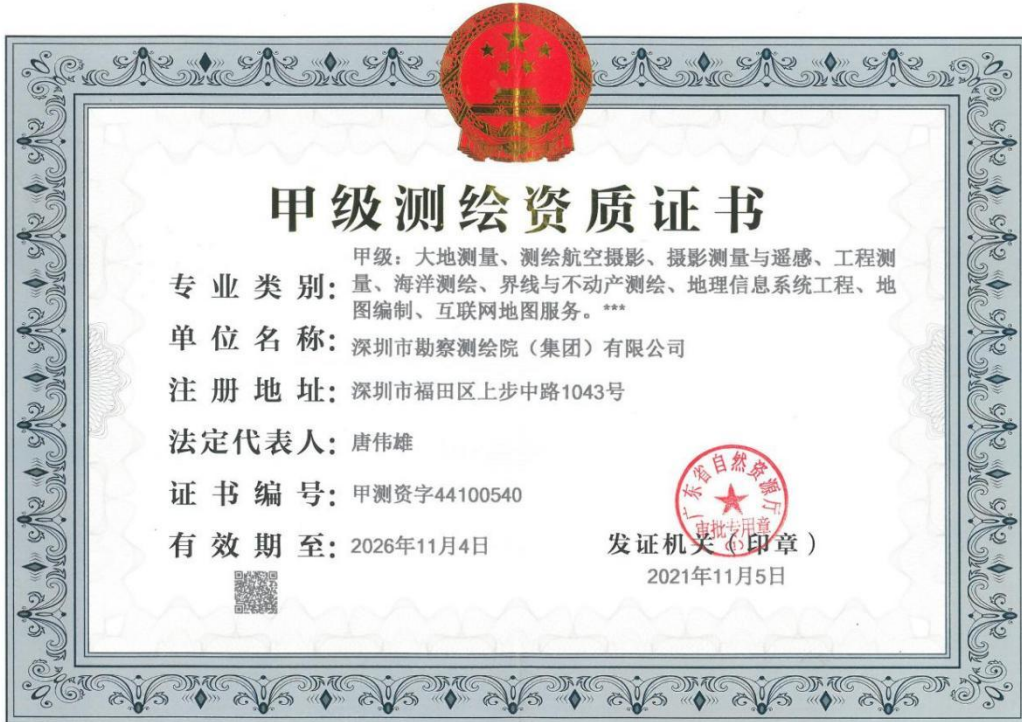 甲级测绘资质证书
专业类别：甲级：大地测量、测绘航空摄影、摄影测量与遥感、工程测
量、海洋测绘、界线与不动产测绘、地理信息系统工程、地
图编制、互联网地图服务。***
单位名称：深圳市勘察测绘院（集团）有限公司
注册地址：深圳市福田区上步中路1043号
法定代表人：唐伟雄
证书编号：甲测资字44100540
有效期至：2026年11月4日
广东省自然资源厅
审批专用章
(1)
发证机关（印章）
2021年11月5日